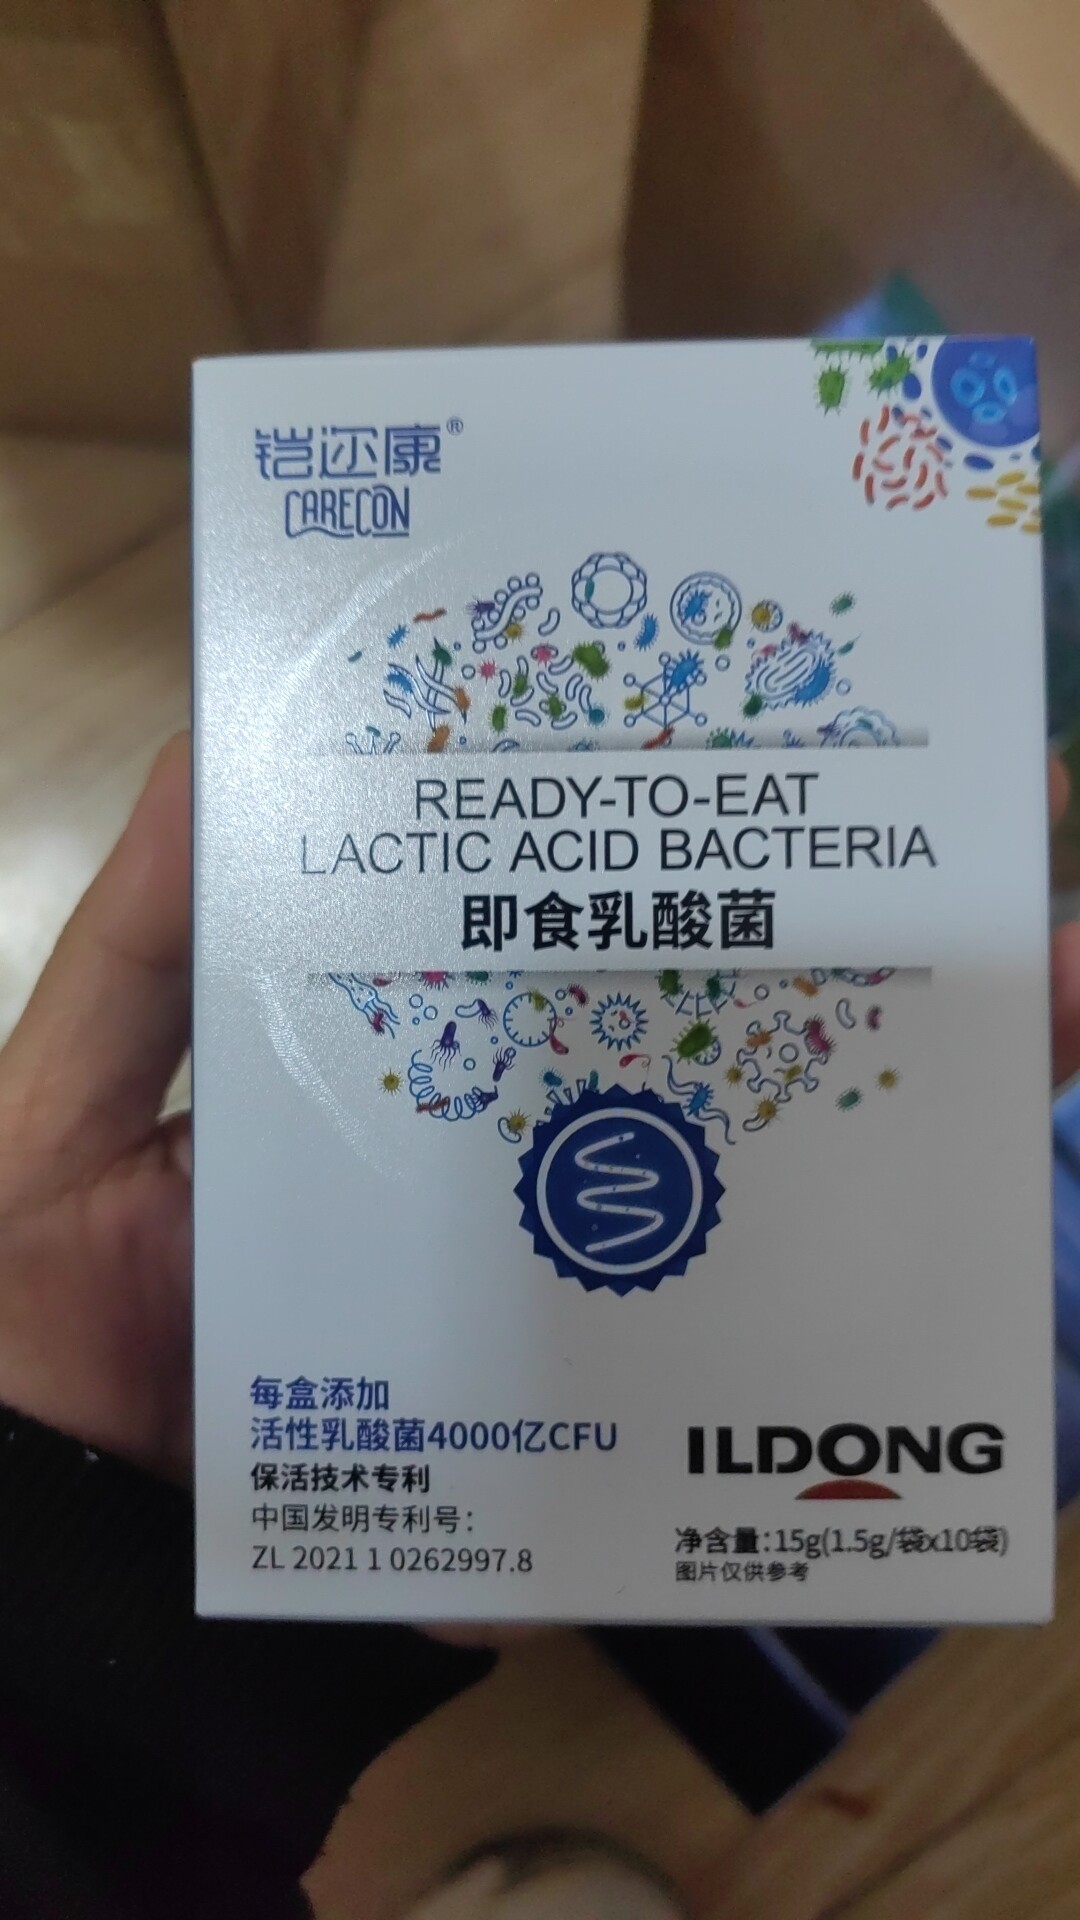 铠还康®
CARECON
READY-TO-EAT
LACTIC ACID BACTERIA
即食乳酸菌
每盒添加
活性乳酸菌4000亿CFU
保活技术专利
中国发明专利号：
ZL 2021 1 0262997.8
ILDONG
净含量：15g(1.5g/袋x10袋)
图片仅供参考